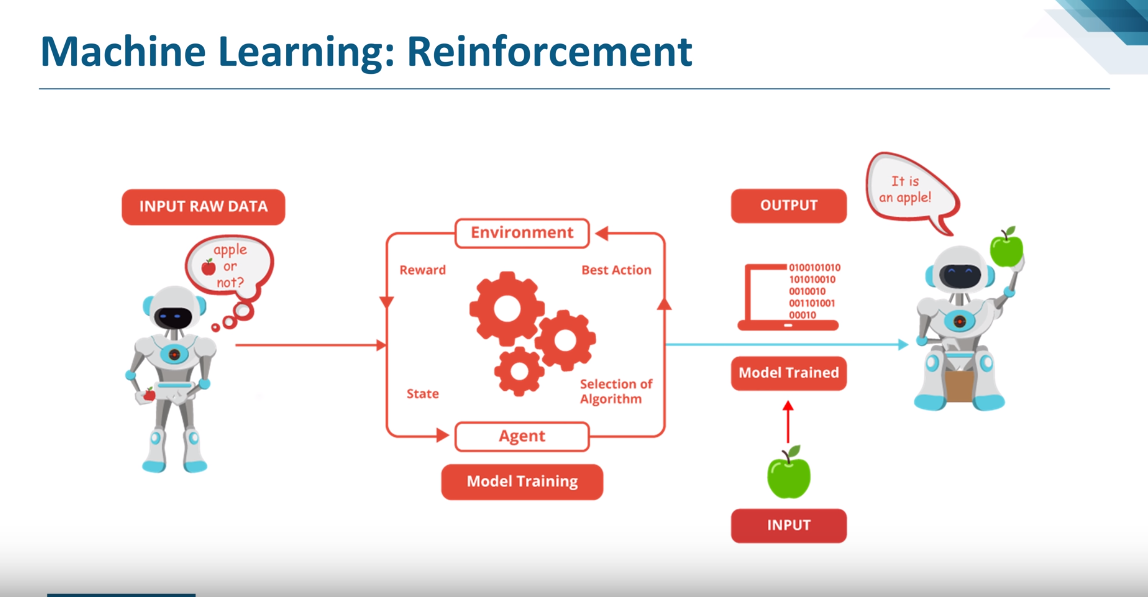 Machine Learning: Reinforcement
INPUT RAW DATA
apple
or
not?
Environment
Reward
Best Action
State
Selection of
Algorithm
Agent
Model Training
OUTPUT
0100101010
101010010
0010010
001101001
00010
Model Trained
INPUT
It is
an apple!